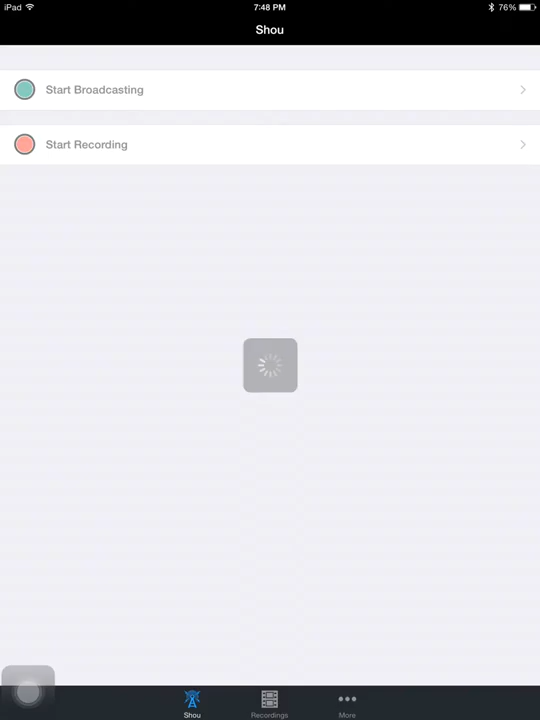 iPad 7:48 PM 76%
Shou
Start Broadcasting
Start Recording
Shou Recordings More